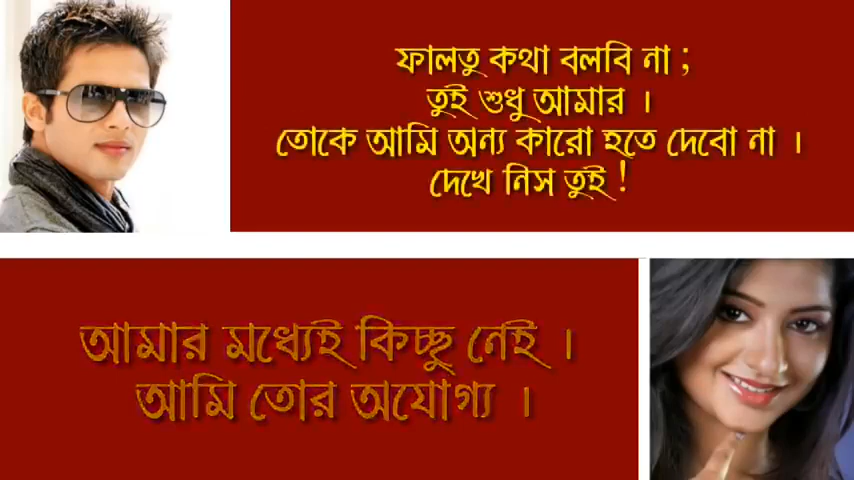 ফালতু কথা বলবি না ;
তুই শুধু আমার ।
তোকে আমি অন্য কারো হতে দেবো না ।
দেখে নিস তুই !
আমার মধ্যেই কিচ্ছু নেই ।
আমি তোর অযোগ্য ।